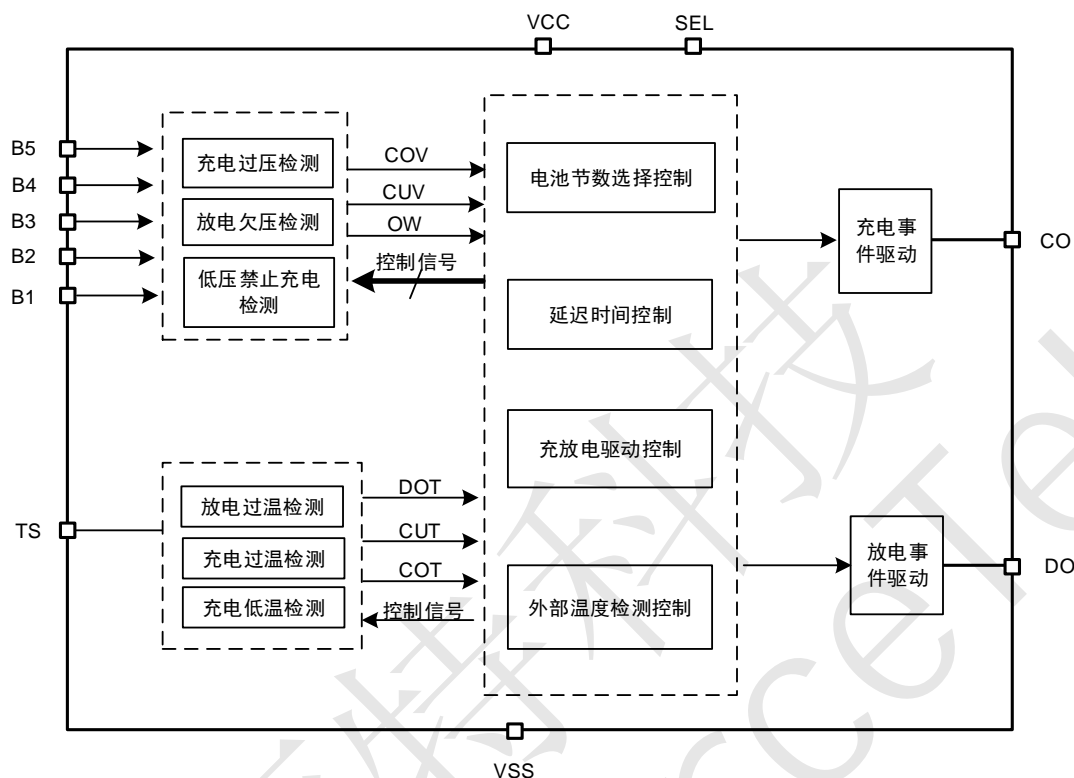 VCC
SEL
B5
B4
B3
B2
B1
充电过压检测
放电欠压检测
低压禁止充电
检测
COV
CUV
OW
控制信号
电池节数选择控制
延迟时间控制
充放电驱动控制
外部温度检测控制
充电事
件驱动
CO
TS
放电过温检测
充电过温检测
充电低温检测
DOT
CUT
COT
控制信号
放电事
件驱动
DO
VSS
特科技